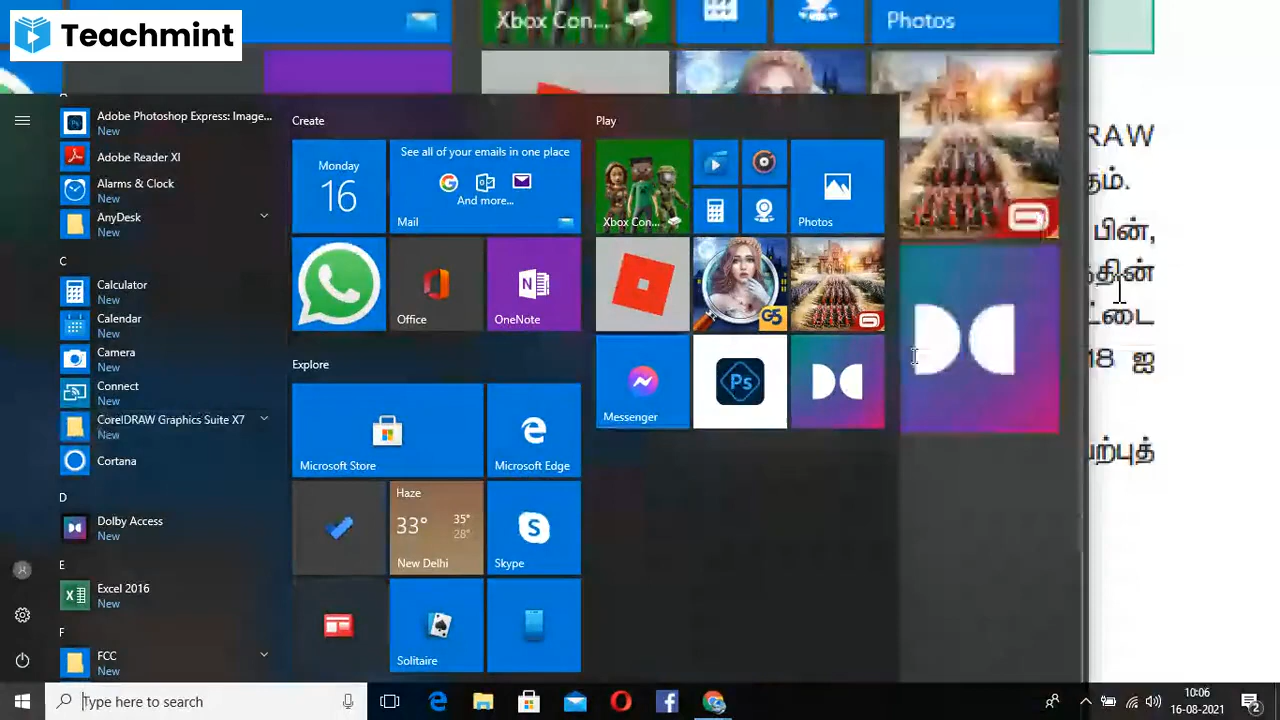 Teachmint
Xbox Con...
Photos
A
Adobe Photoshop Express: Image...
New
Adobe Reader XI
Alarms & Clock
New
AnyDesk
New
C
Calculator
New
Calendar
New
Camera
New
Connect
New
CorelDRAW Graphics Suite X7
New
Cortana
D
Dolby Access
New
E
Excel 2016
New
F
FCC
New
Create
Monday
16
See all of your emails in one place
And more...
Mail
Office
OneNote
Explore
Microsoft Store
Microsoft Edge
Haze
33°
35°
28°
New Delhi
Skype
Solitaire
Play
Xbox Con...
Photos
G5
Messenger
Ps
RAW
பின்,
18 ஐ
Type here to search
10:06
16-08-2021
2